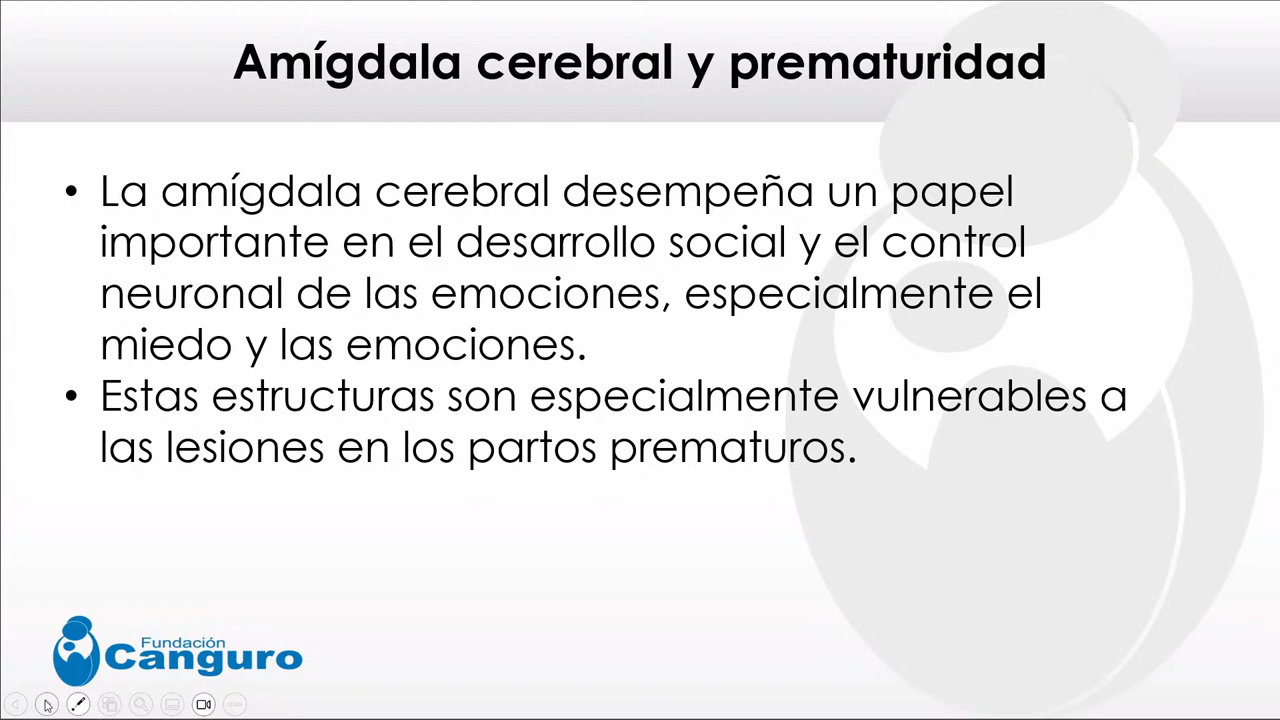 Amígdala cerebral y prematuridad
• La amígdala cerebral desempeña un papel
importante en el desarrollo social y el control
neuronal de las emociones, especialmente el
miedo y las emociones.
• Estas estructuras son especialmente vulnerables a
las lesiones en los partos prematuros.
Fundación
Canguro